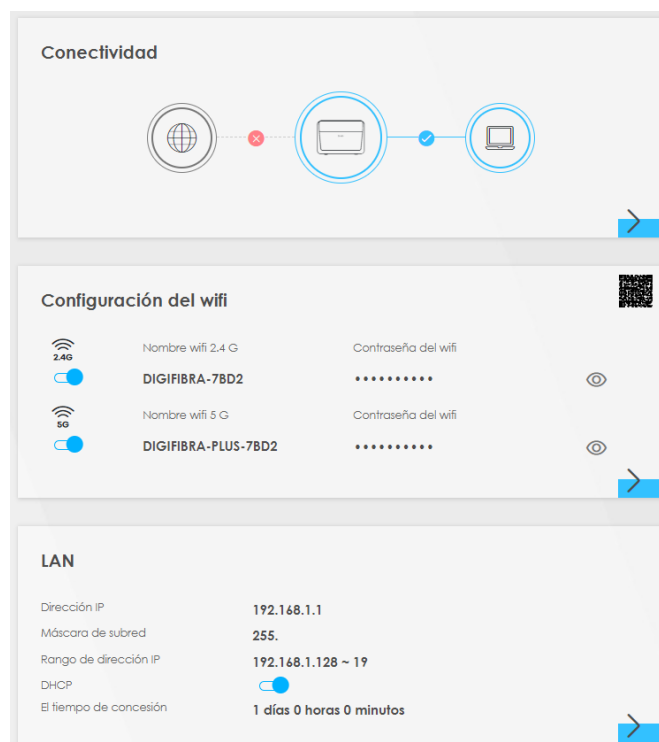 Conectividad
Configuración del wifi
2.4G
Nombre wifi 2.4 G Contraseña del wifi
DIGIFIBRA-7BD2 ••••••••••
5G
Nombre wifi 5 G Contraseña del wifi
DIGIFIBRA-PLUS-7BD2 ••••••••••
LAN
Dirección IP 192.168.1.1
Máscara de subred 255.
Rango de dirección IP 192.168.1.128 ~ 19
DHCP
El tiempo de concesión 1 días 0 horas 0 minutos